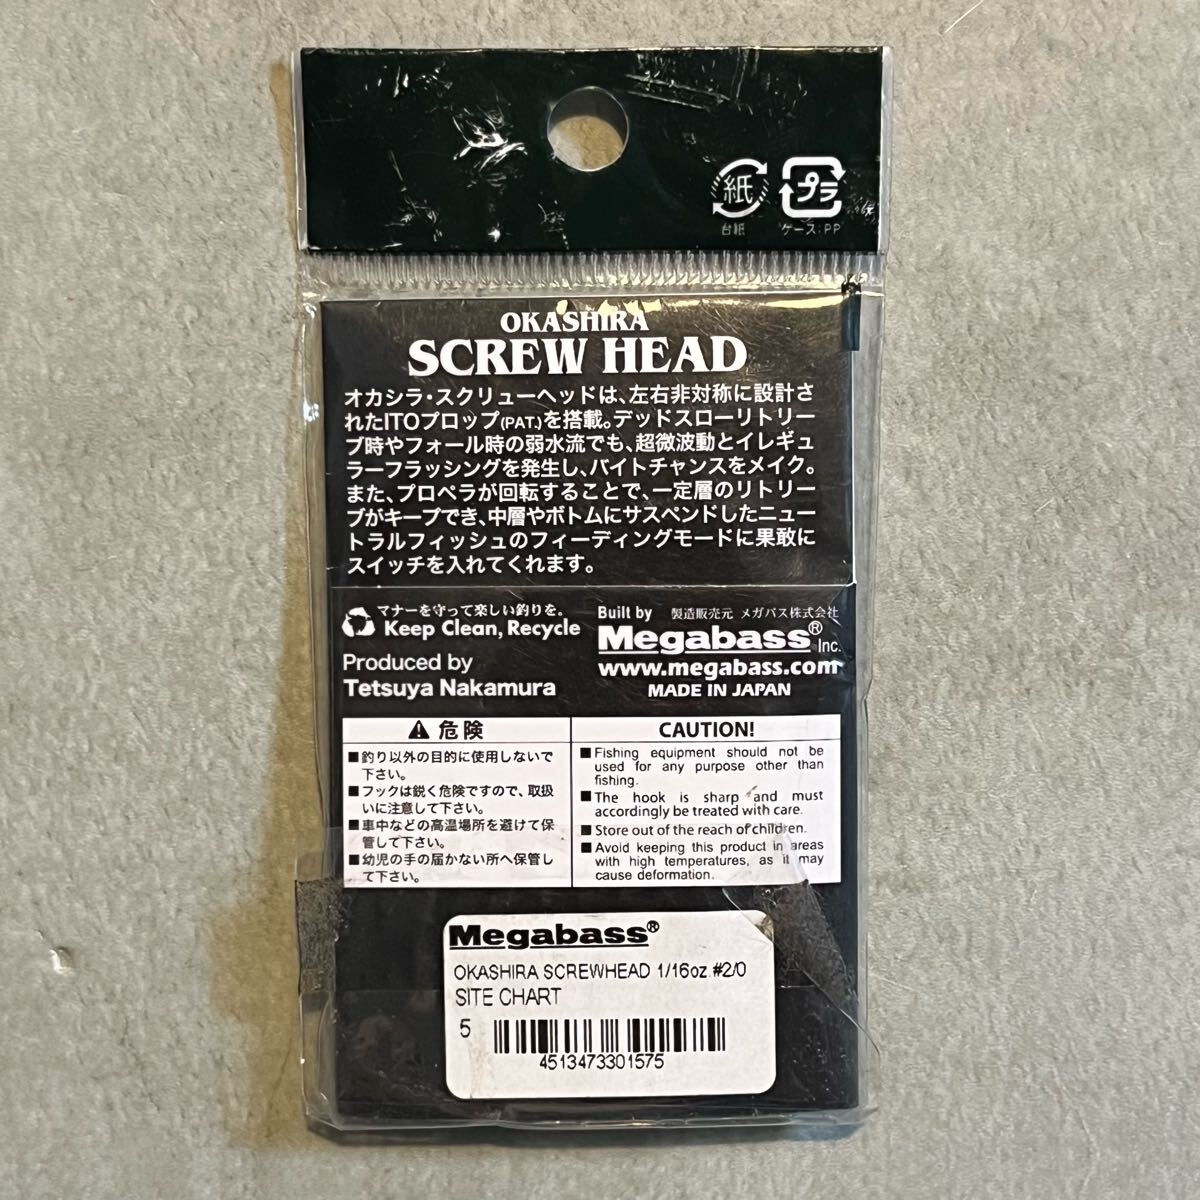 紙
プラ
台紙
ケース:PP
OKASHIRA
SCREW HEAD
オカシラ・スクリューヘッドは、左右非対称に設計さ
れたITOプロップ(PAT.)を搭載。デッドスローリトリー
ブ時やフォール時の弱水流でも、超微波動とイレギュ
ラーフラッシングを発生し、バイトチャンスをメイク。
また、プロペラが回転することで、一定層のリトリー
ブがキープでき、中層やボトムにサスペンドしたニュー
トラルフィッシュのフィーディングモードに果敢に
スイッチを入れてくれます。
マナーを守って楽しい釣りを。
Keep Clean, Recycle
Produced by
Tetsuya Nakamura
Built by 製造販売元 メガバス株式会社
Megabass® Inc.
www.megabass.com
MADE IN JAPAN
⚠危険
■釣り以外の目的に使用しないで
下さい。
■フックは鋭く危険ですので、取扱
いに注意して下さい。
■車中などの高温場所を避けて保
管して下さい。
■幼児の手の届かない所へ保管し
て下さい。
CAUTION!
■Fishing equipment should not be
used for any purpose other than
fishing.
■The hook is sharp and must
accordingly be treated with care.
■Store out of the reach of children.
■Avoid keeping this product in areas
with high temperatures, as it may
cause deformation.
Megabass®
OKASHIRA SCREWHEAD 1/16oz.#2/0
SITE CHART
5
4513473301575